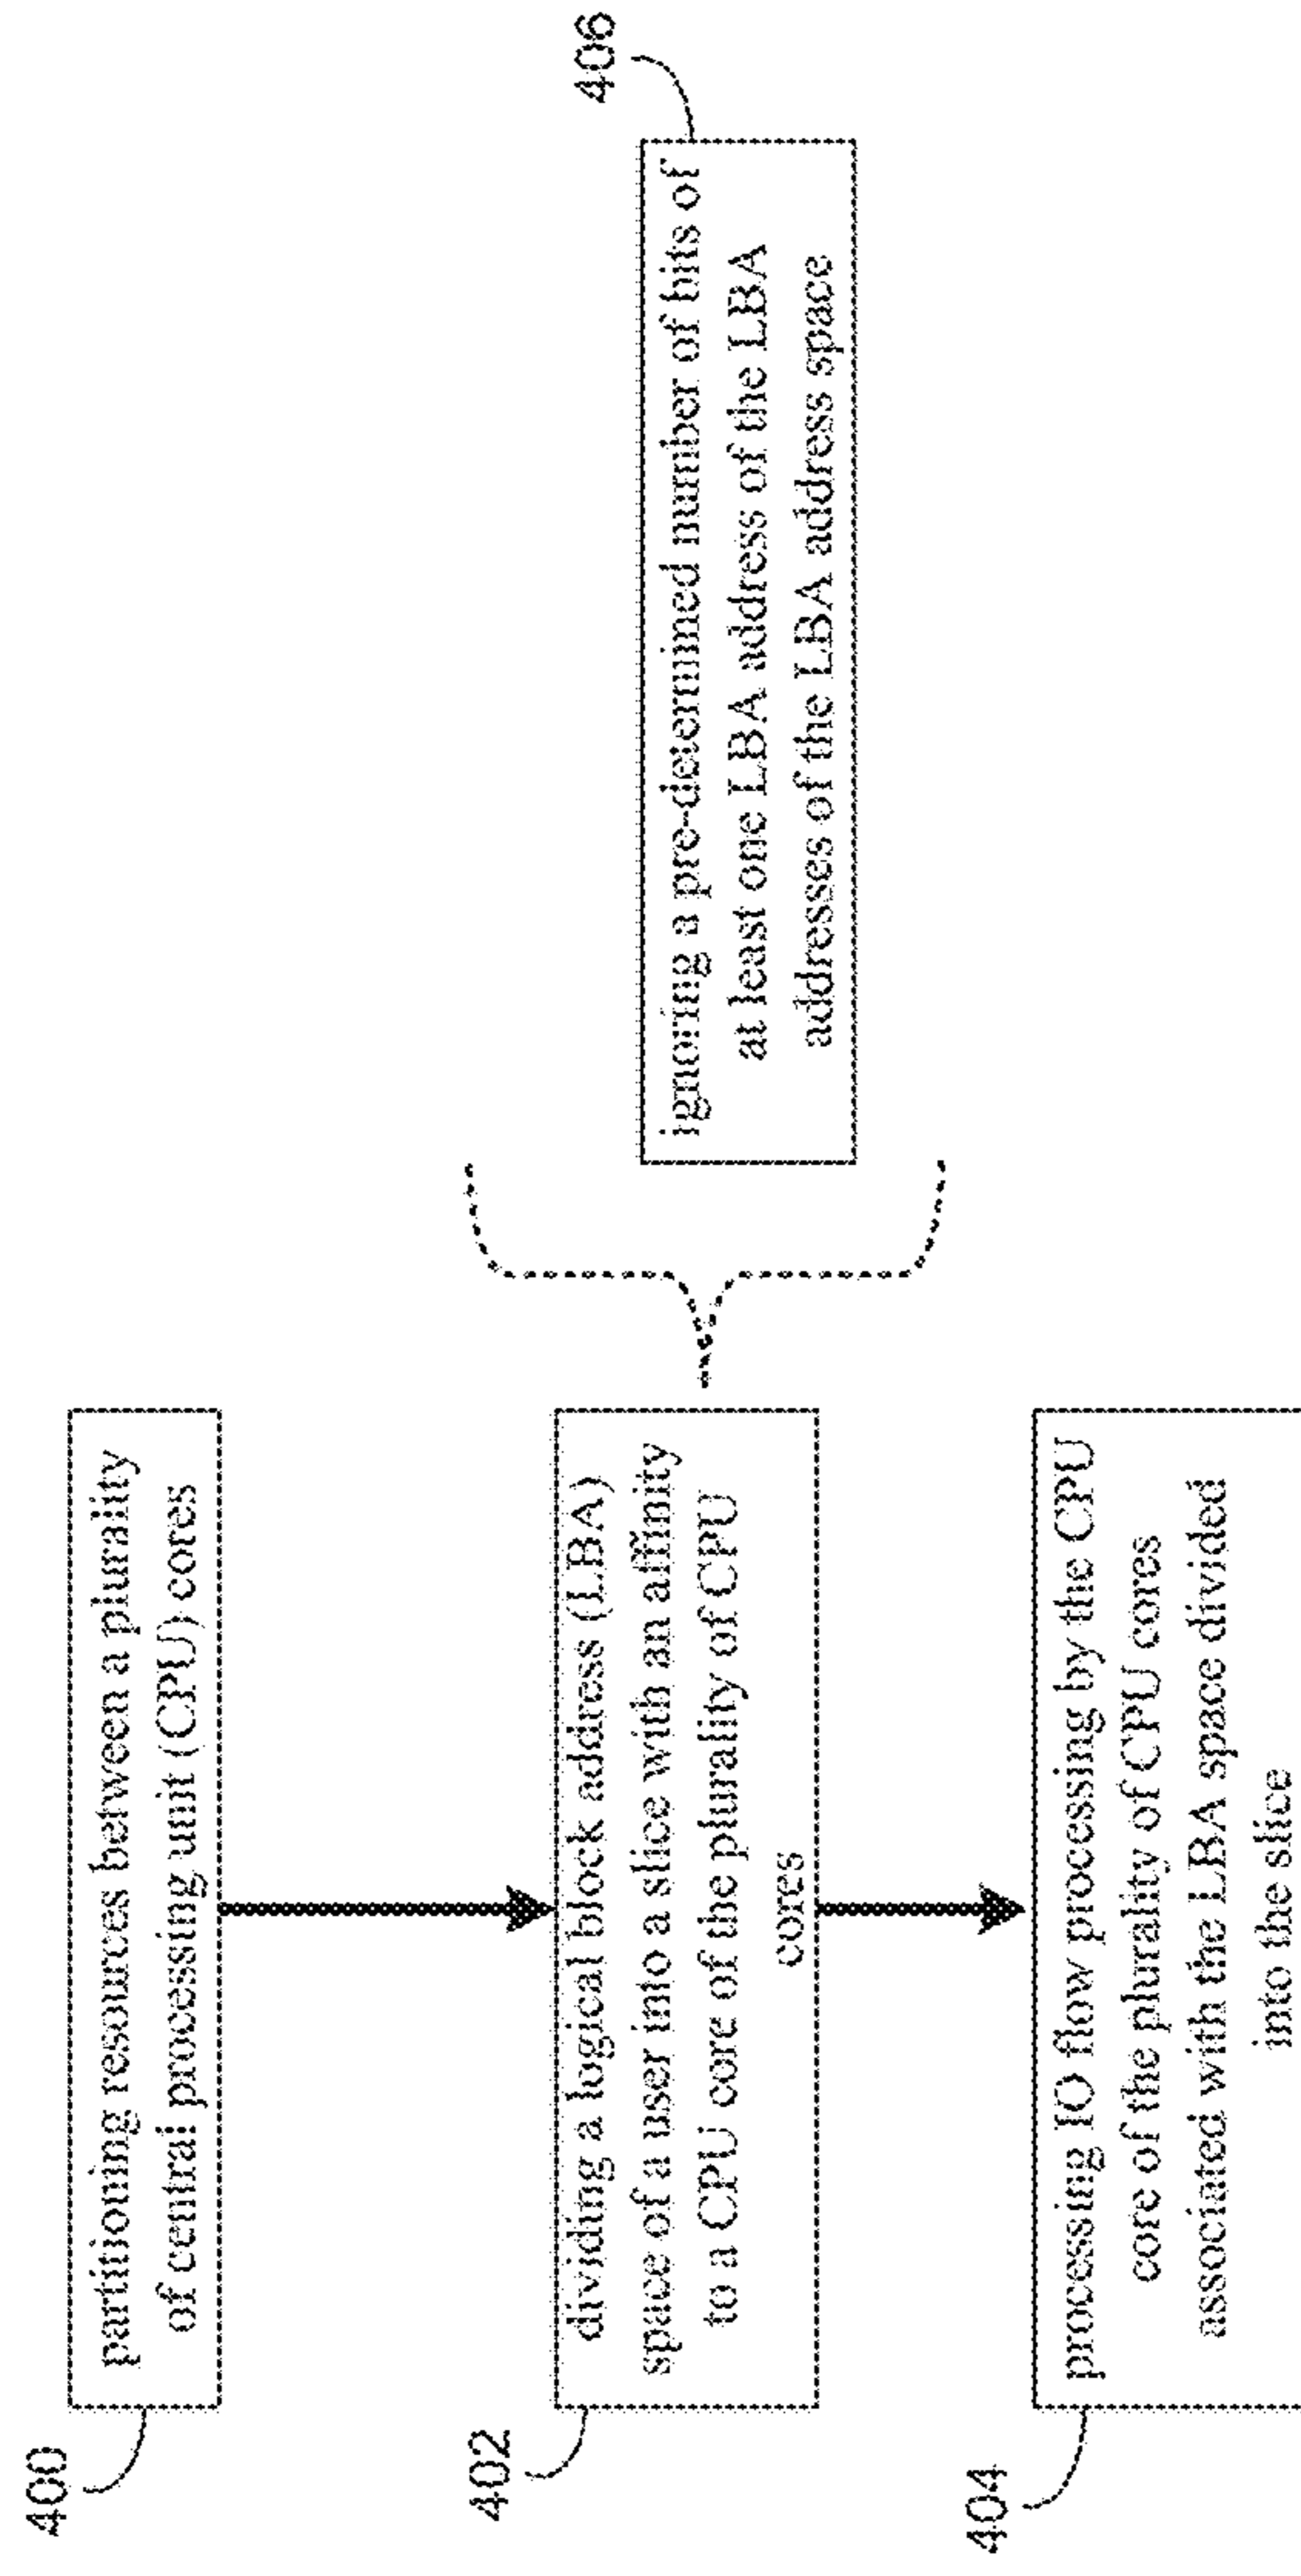 400
partitioning resources between a plurality
of central processing unit (CPU) cores
402
dividing a logical block address (LBA)
space of a user into a slice with an affinity
to a CPU core of the plurality of CPU
cores
406
ignoring a pre-determined number of bits of
at least one LBA address of the LBA
addresses of the LBA address space
404
processing IO flow processing by the CPU
core of the plurality of CPU cores
associated with the LBA space divided
into the slice